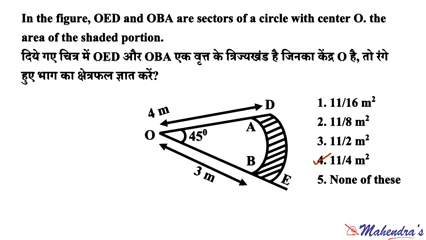 In the figure, OED and OBA are sectors of a circle with center O. the
area of the shaded portion.
दिये गए चित्र में OED और OBA एक वृत्त के त्रिज्यखंड है जिनका केंद्र O है, तो रंगे
हुए भाग का क्षेत्रफल ज्ञात करें?
4 m
D
1. 11/16 m²
O
45⁰
A
2. 11/8 m²
3. 11/2 m²
B
4. 11/4 m²
3 m
E
5. None of these
Mahendra's